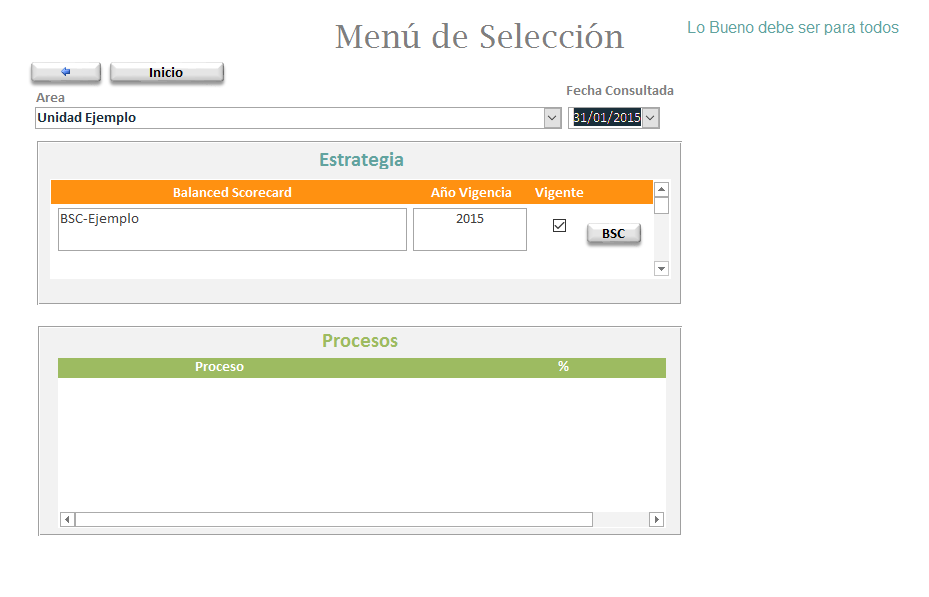 Menú de Selección
Lo Bueno debe ser para todos
Inicio
Fecha Consultada
Area
Unidad Ejemplo
31/01/2015
Estrategia
Balanced Scorecard Año Vigencia Vigente
BSC-Ejemplo 2015
BSC
Procesos
Proceso %